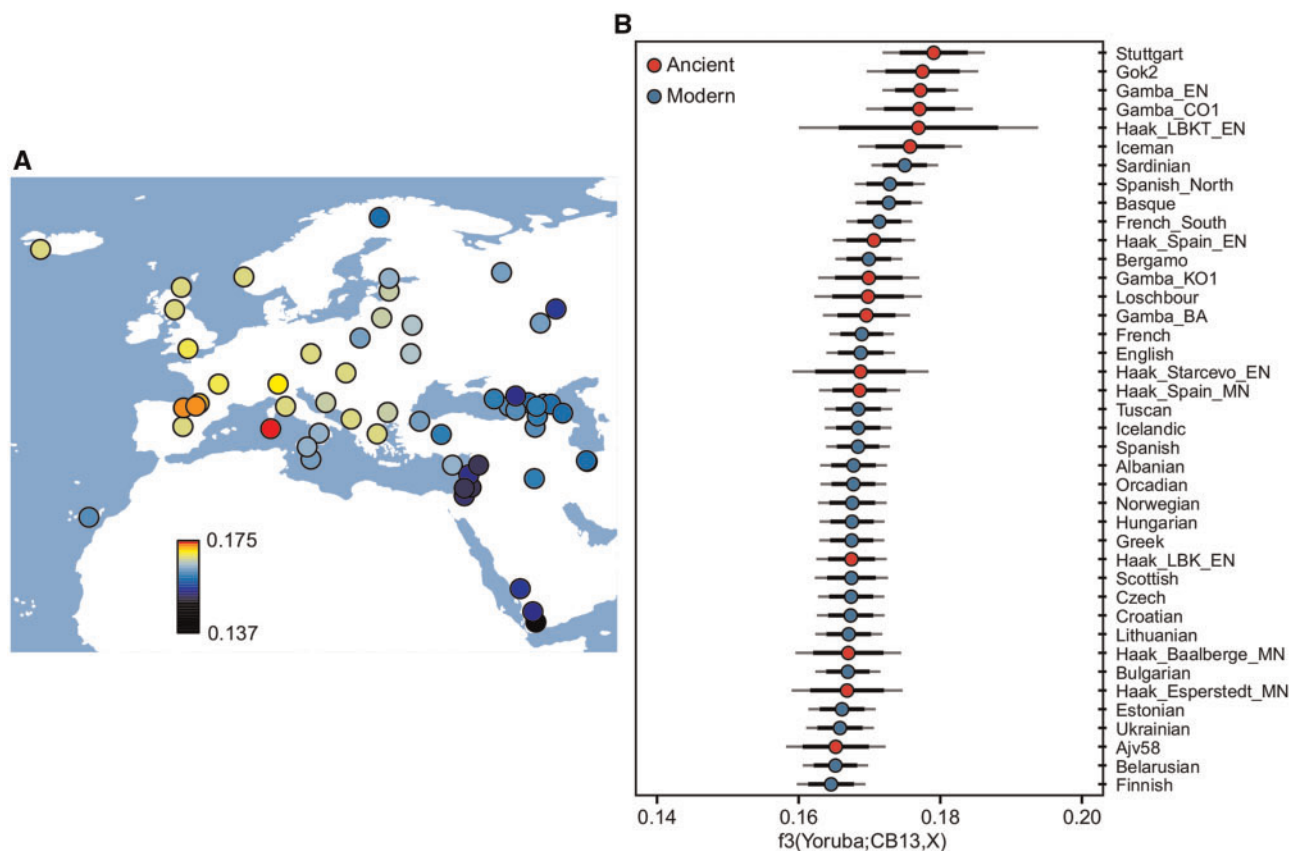 A
0.175
0.137
B
Ancient
Modern
Stuttgart
Gok2
Gamba_EN
Gamba_CO1
Haak_LBKT_EN
Iceman
Sardinian
Spanish_North
Basque
French_South
Haak_Spain_EN
Bergamo
Gamba_KO1
Loschbour
Gamba_BA
French
English
Haak_Starcevo_EN
Haak_Spain_MN
Tuscan
Icelandic
Spanish
Albanian
Orcadian
Norwegian
Hungarian
Greek
Haak_LBK_EN
Scottish
Czech
Croatian
Lithuanian
Haak_Baalberge_MN
Bulgarian
Haak_Esperstedt_MN
Estonian
Ukrainian
Ajv58
Belarusian
Finnish
0.14 0.16 0.18 0.20
f3(Yoruba;CB13,X)